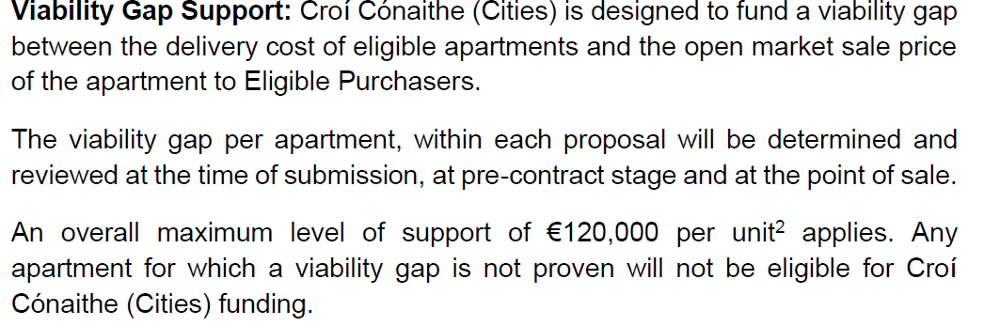 Viability Gap Support: Croí Cónaithe (Cities) is designed to fund a viability gap
between the delivery cost of eligible apartments and the open market sale price
of the apartment to Eligible Purchasers.
The viability gap per apartment, within each proposal will be determined and
reviewed at the time of submission, at pre-contract stage and at the point of sale.
An overall maximum level of support of €120,000 per unit² applies. Any
apartment for which a viability gap is not proven will not be eligible for Croí
Cónaithe (Cities) funding.